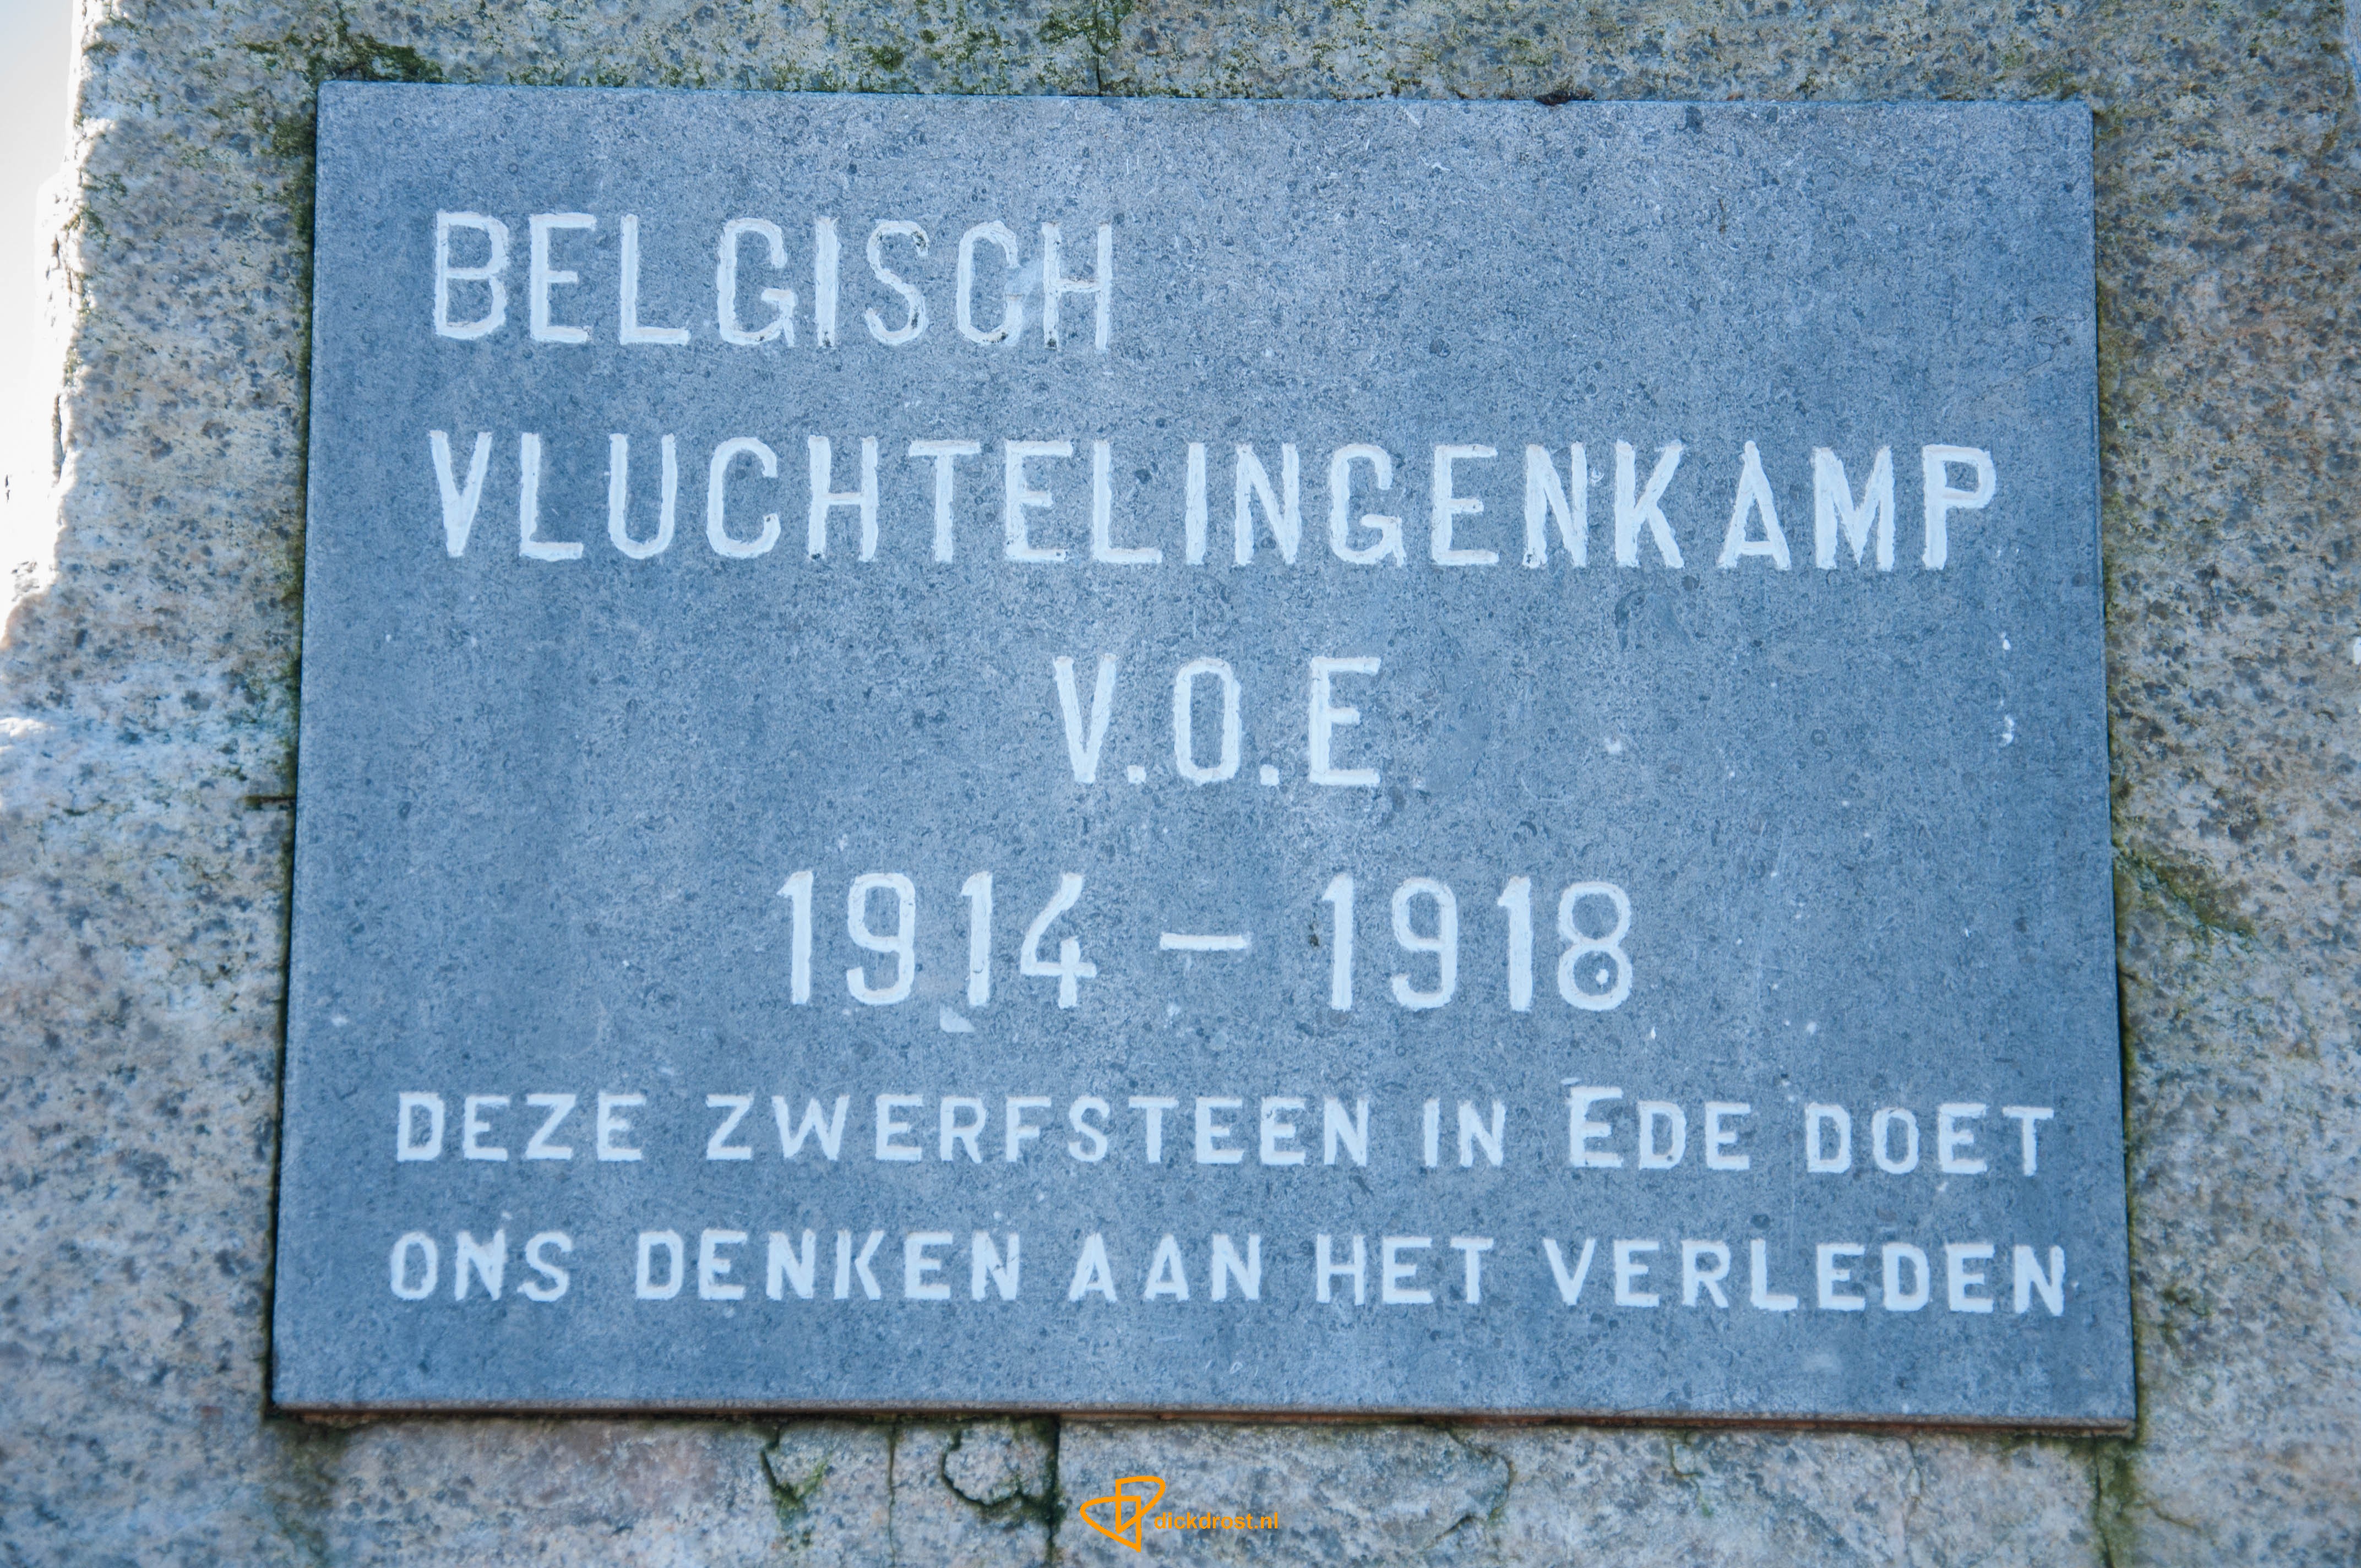 BELGISCH
VLUCHTELINGENKAMP
V.O.E
1914 – 1918
DEZE ZWERFSTEEN IN EDE DOET
ONS DENKEN AAN HET VERLEDEN
dickdrost.nl